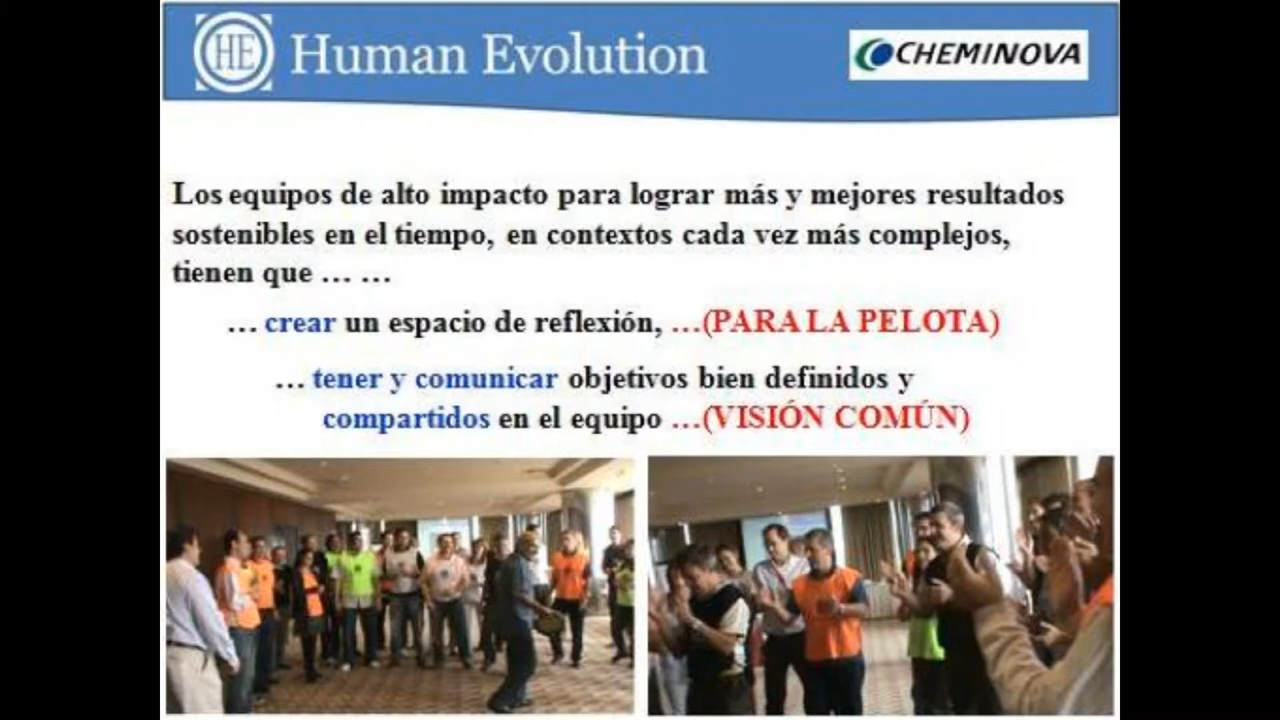 HE Human Evolution
CHEMINOVA
Los equipos de alto impacto para lograr más y mejores resultados
sostenibles en el tiempo, en contextos cada vez más complejos,
tienen que … …
… crear un espacio de reflexión, …(PARA LA PELOTA)
… tener y comunicar objetivos bien definidos y
compartidos en el equipo …(VISIÓN COMÚN)